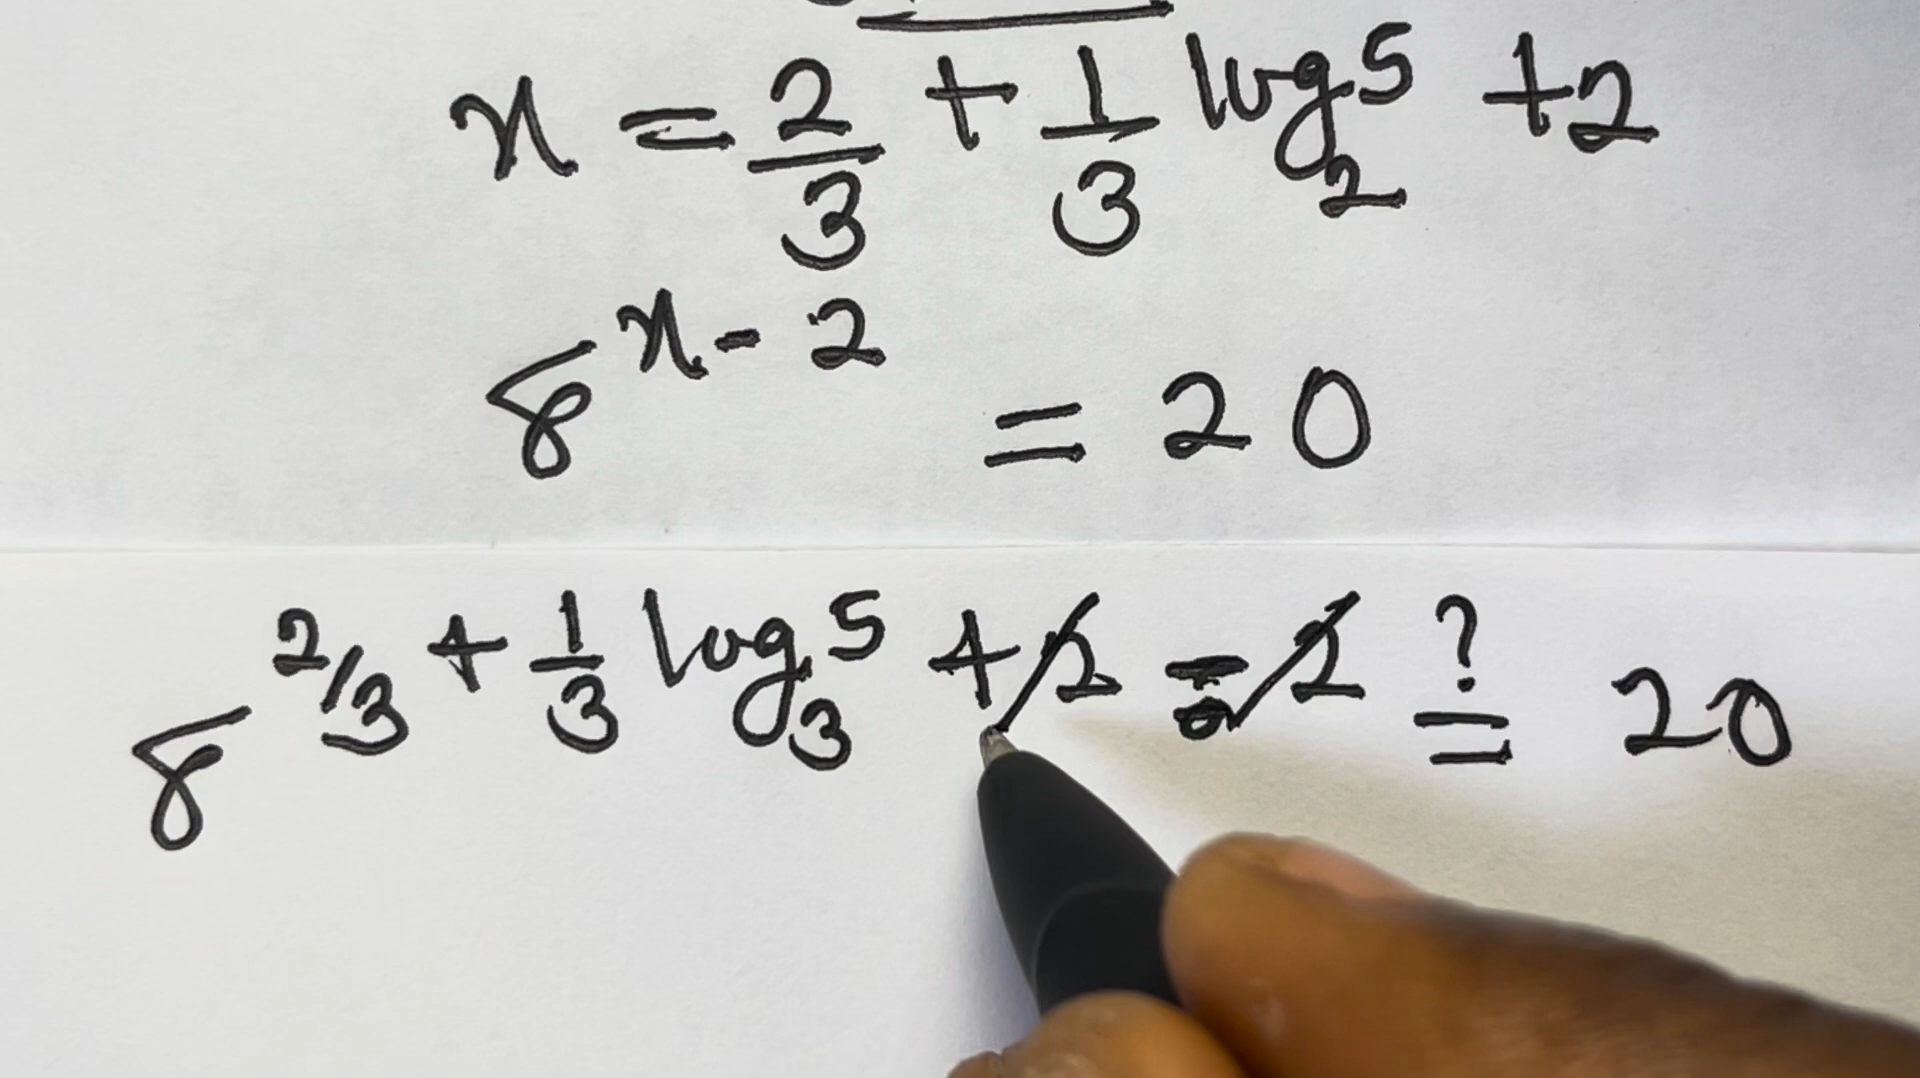 x = 2/3 + 1/3 log₂5 + 2
8^(x - 2) = 20
8^(2/3 + 1/3 log₃5 + 2 - 2) ?= 20